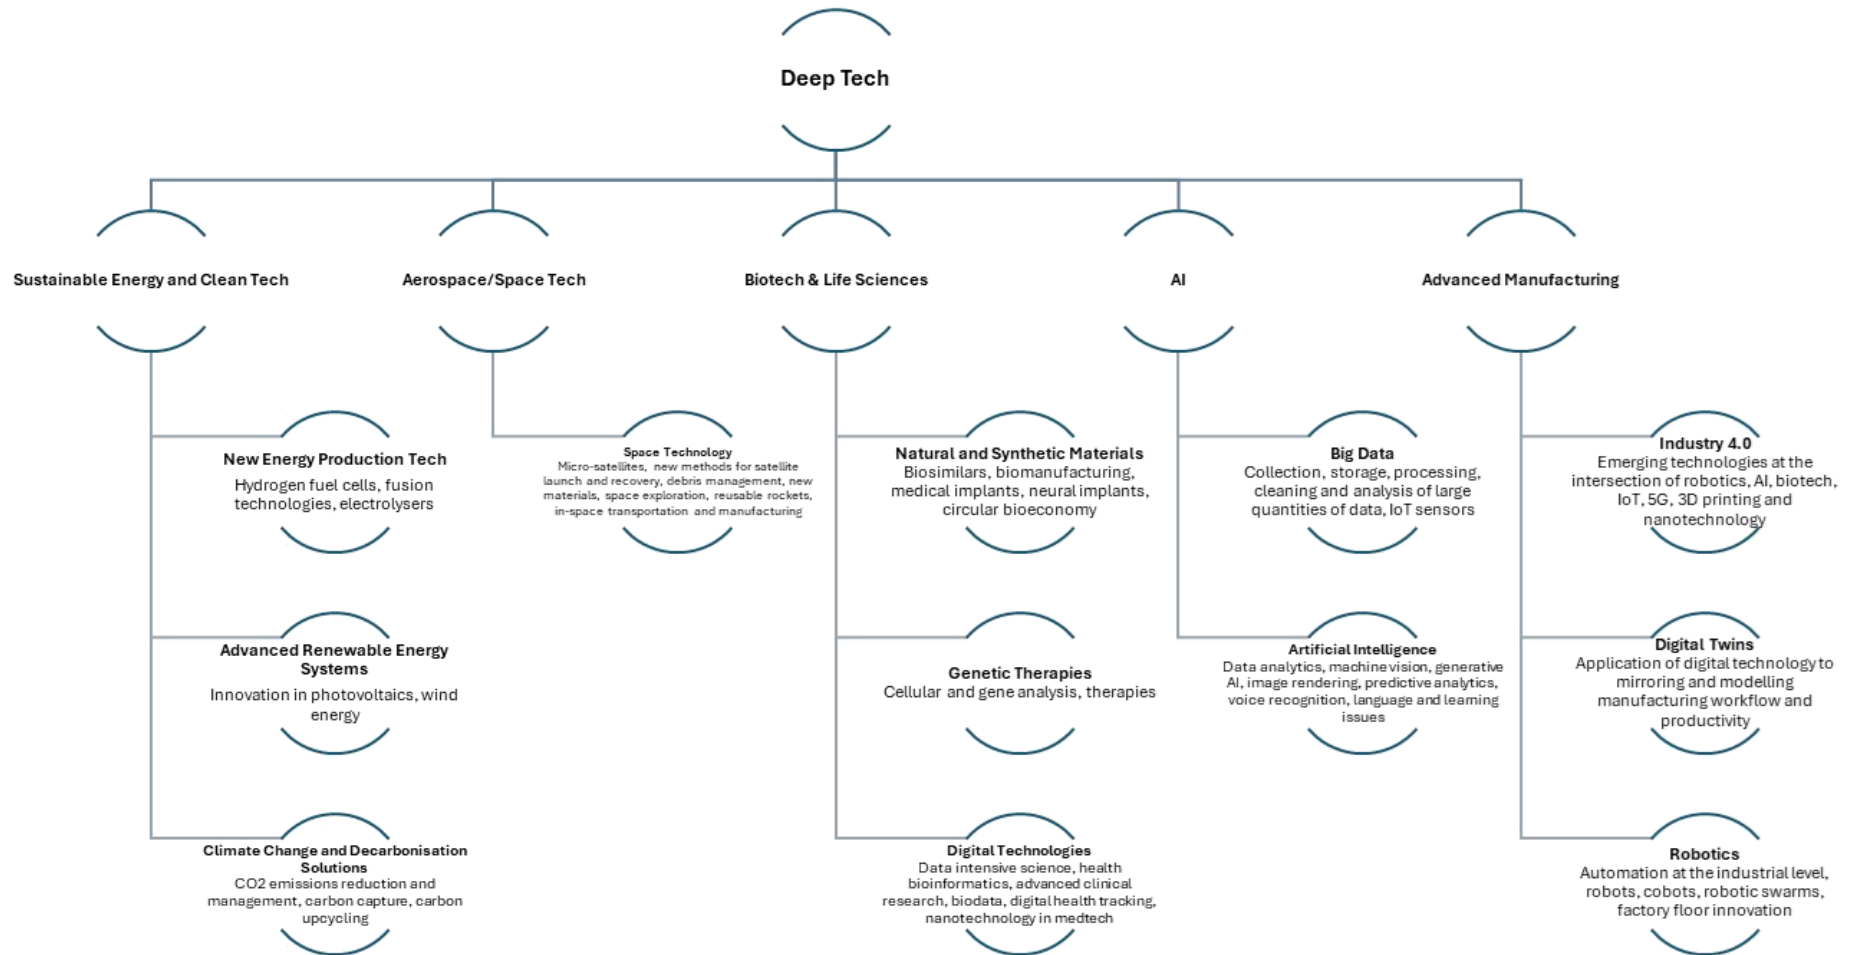 Deep Tech
Sustainable Energy and Clean Tech
Aerospace/Space Tech
Biotech & Life Sciences
AI
Advanced Manufacturing
New Energy Production Tech
Hydrogen fuel cells, fusion
technologies, electrolysers
Advanced Renewable Energy
Systems
Innovation in photovoltaics, wind
energy
Climate Change and Decarbonisation
Solutions
CO2 emissions reduction and
management, carbon capture, carbon
upcycling
Space Technology
Micro-satellites, new methods for satellite
launch and recovery, debris management, new
materials, space exploration, reusable rockets,
in-space transportation and manufacturing
Natural and Synthetic Materials
Biosimilars, biomanufacturing,
medical implants, neural implants,
circular bioeconomy
Genetic Therapies
Cellular and gene analysis, therapies
Digital Technologies
Data intensive science, health
bioinformatics, advanced clinical
research, biodata, digital health tracking,
nanotechnology in medtech
Big Data
Collection, storage, processing,
cleaning and analysis of large
quantities of data, IoT sensors
Artificial Intelligence
Data analytics, machine vision, generative
AI, image rendering, predictive analytics,
voice recognition, language and learning
issues
Industry 4.0
Emerging technologies at the
intersection of robotics, AI, biotech,
IoT, 5G, 3D printing and
nanotechnology
Digital Twins
Application of digital technology to
mirroring and modelling
manufacturing workflow and
productivity
Robotics
Automation at the industrial level,
robots, cobots, robotic swarms,
factory floor innovation